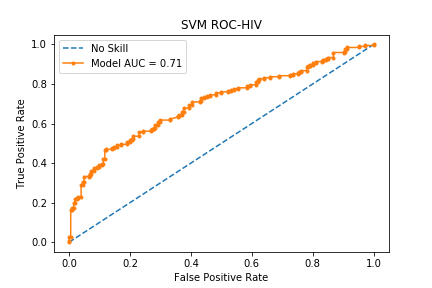 SVM ROC-HIV
No Skill
Model AUC = 0.71
True Positive Rate
1.0
0.8
0.6
0.4
0.2
0.0
0.0 0.2 0.4 0.6 0.8 1.0
False Positive Rate